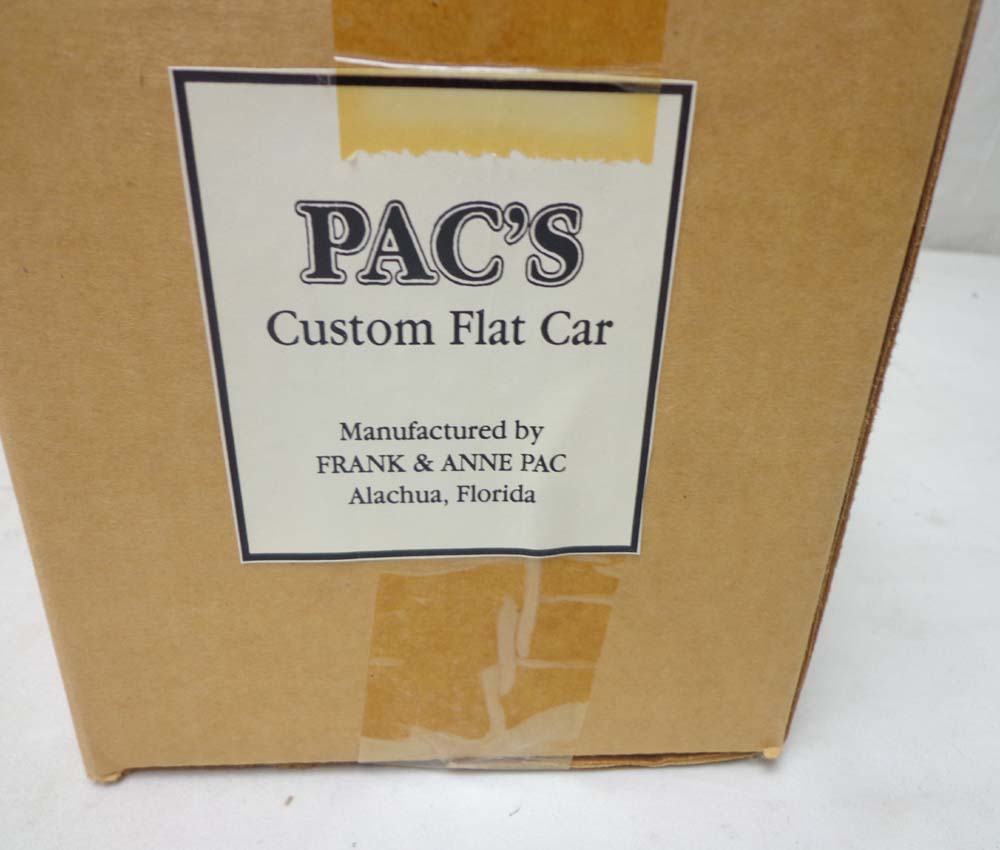 PAC'S
Custom Flat Car
Manufactured by
FRANK & ANNE PAC
Alachua, Florida